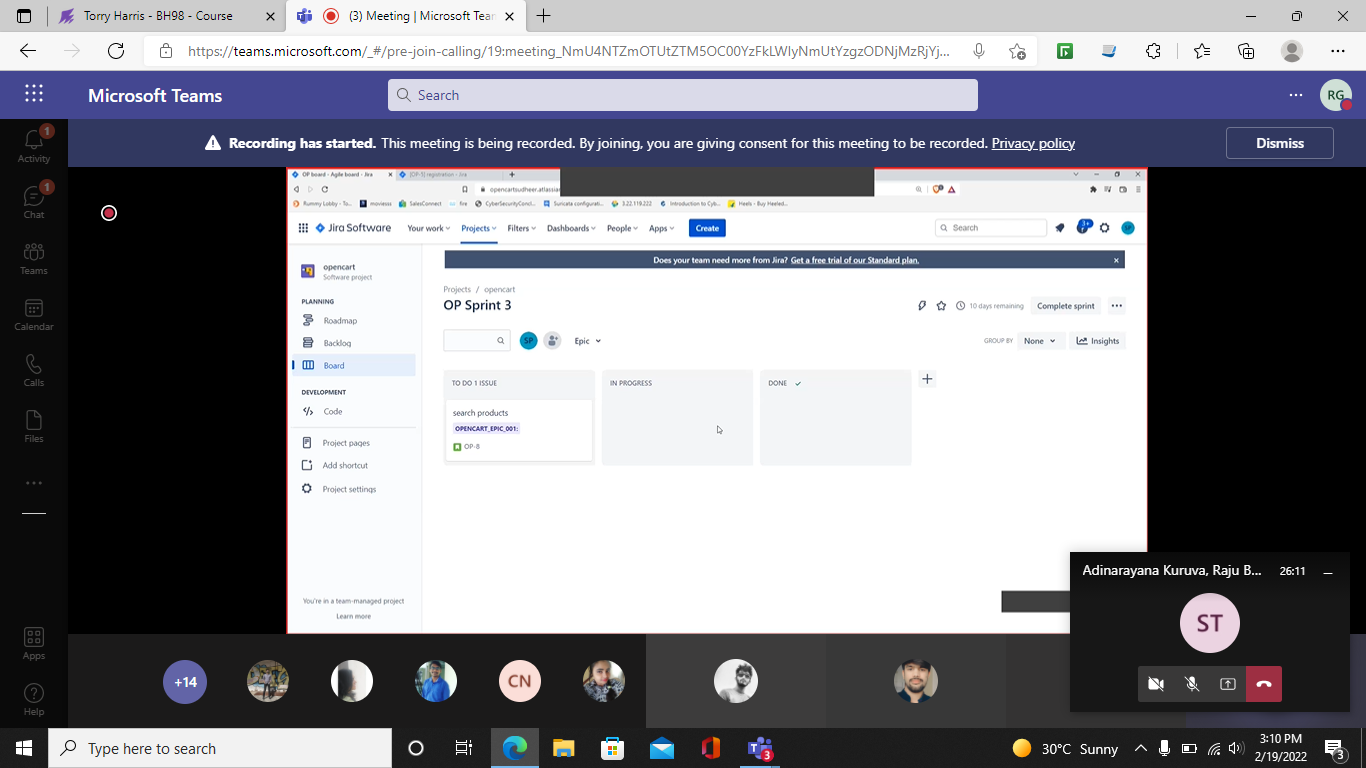 Torry Harris - BH98 - Course
(3) Meeting | Microsoft Tear
https://teams.microsoft.com/_#/pre-join-calling/19:meeting_NmU4NTZmOTUtZTM5OC00YzFkLWIyNmUtYzgzODNjMzRjYj...
Microsoft Teams
Search
RG
Recording has started. This meeting is being recorded. By joining, you are giving consent for this meeting to be recorded. Privacy policy
Dismiss
1
Activity
1
Chat
Teams
Calendar
Calls
Files
Apps
Help
OP board - Agile board - Jira
[OP-5] registration - Jira
opencartsudheer.atlassian
Rummy Lobby - To...
moviesss
SalesConnect
fire
CyberSecurityConcl...
Suricata configurati...
3.22.119.222
Introduction to Cyb...
Heels - Buy Heeled...
Jira Software
Your work
Projects
Filters
Dashboards
People
Apps
Create
Search
3+
SP
opencart
Software project
Does your team need more from Jira? Get a free trial of our Standard plan.
PLANNING
Roadmap
Backlog
Board
DEVELOPMENT
Code
Project pages
Add shortcut
Project settings
You're in a team-managed project
Learn more
Projects / opencart
OP Sprint 3
10 days remaining
Complete sprint
SP
Epic
GROUP BY
None
Insights
TO DO 1 ISSUE
IN PROGRESS
DONE
search products
OPENCART_EPIC_001:
OP-8
Adinarayana Kuruva, Raju B...
26:11
ST
+14
CN
Type here to search
3
30°C Sunny
3:10 PM
2/19/2022
3